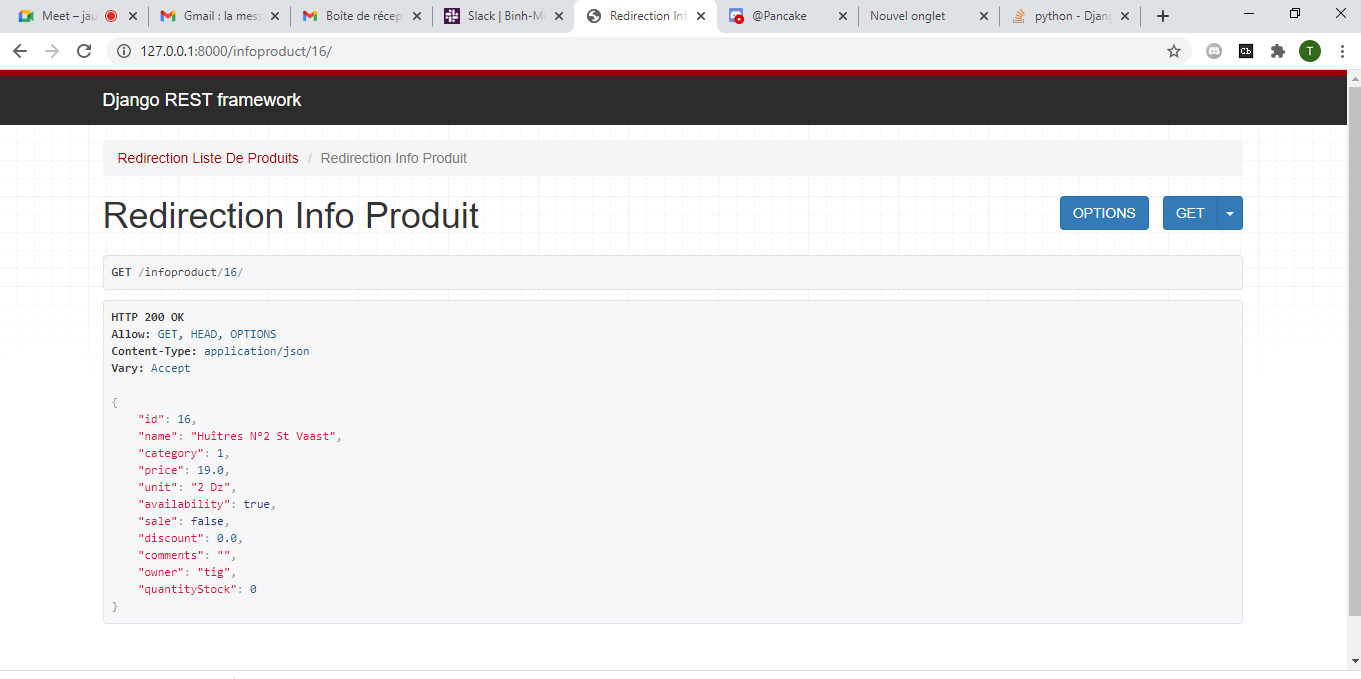 Meet – jau
Gmail : la mess
Boîte de récep
Slack | Binh-Mi
Redirection Inf
@Pancake
Nouvel onglet
python - Djang
127.0.0.1:8000/infoproduct/16/
Cb
T
Django REST framework
Redirection Liste De Produits / Redirection Info Produit
Redirection Info Produit
OPTIONS
GET
GET /infoproduct/16/
HTTP 200 OK
Allow: GET, HEAD, OPTIONS
Content-Type: application/json
Vary: Accept
{
"id": 16,
"name": "Huîtres N°2 St Vaast",
"category": 1,
"price": 19.0,
"unit": "2 Dz",
"availability": true,
"sale": false,
"discount": 0.0,
"comments": "",
"owner": "tig",
"quantityStock": 0
}